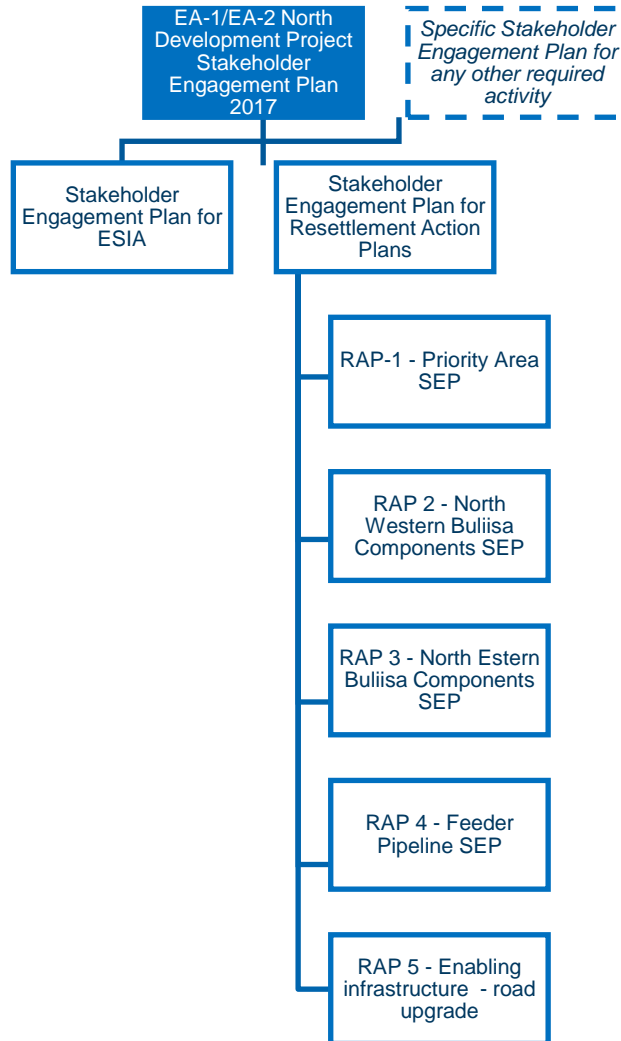 EA-1/EA-2 North
Development Project
Stakeholder
Engagement Plan
2017
Specific Stakeholder
Engagement Plan for
any other required
activity
Stakeholder
Engagement Plan for
ESIA
Stakeholder
Engagement Plan for
Resettlement Action
Plans
RAP-1 - Priority Area
SEP
RAP 2 - North
Western Buliisa
Components SEP
RAP 3 - North Estern
Buliisa Components
SEP
RAP 4 - Feeder
Pipeline SEP
RAP 5 - Enabling
infrastructure - road
upgrade